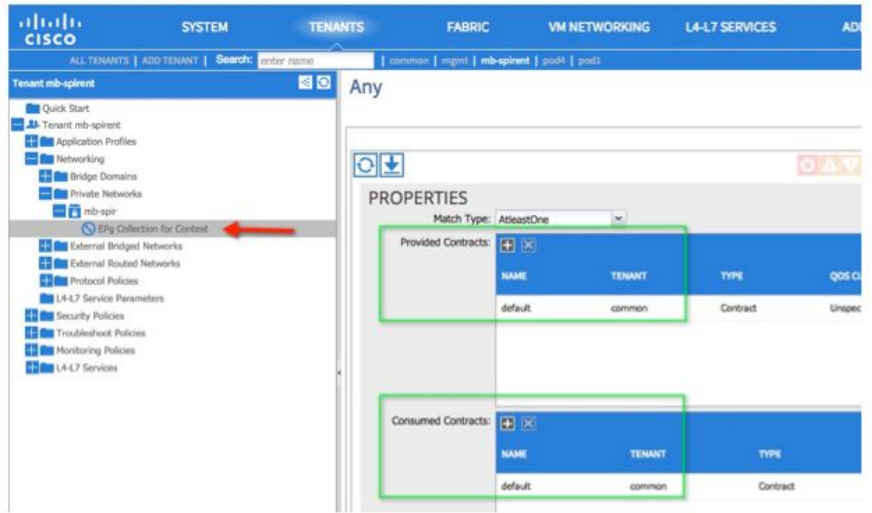 CISCO
SYSTEM TENANTS FABRIC VM NETWORKING L4-L7 SERVICES
ALL TENANTS | ADD TENANT | Search: enter name | common | mgmt | mb-spirent | pod4 | pod1
Tenant mb-spirent
Quick Start
Tenant mb-spirent
Application Profiles
Networking
Bridge Domains
Private Networks
mb-spir
EPg Collection for Context
External Bridged Networks
External Routed Networks
Protocol Policies
L4-L7 Service Parameters
Security Policies
Troubleshoot Policies
Monitoring Policies
L4-L7 Services
Any
PROPERTIES
Match Type: AtleastOne
Provided Contracts:
NAME TENANT TYPE QOS CL
default common Contract Unspec
Consumed Contracts:
NAME TENANT TYPE
default common Contract